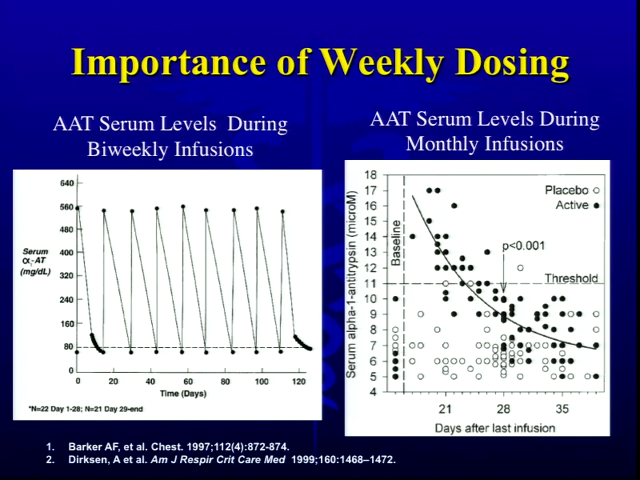 Importance of Weekly Dosing
AAT Serum Levels During
Biweekly Infusions
AAT Serum Levels During
Monthly Infusions
640
560
480
400
320
240
160
80
0
Serum
α1-AT
(mg/dL)
0 20 40 60 80 100 120
Time (Days)
*N=22 Day 1-28; N=21 Day 29-end
18
17
16
15
14
13
12
11
10
9
8
7
6
5
4
Serum alpha-1-antitrypsin (microM)
Baseline
Placebo
Active
p<0.001
Threshold
21 28 35
Days after last infusion
1. Barker AF, et al. Chest. 1997;112(4):872-874.
2. Dirksen, A et al. Am J Respir Crit Care Med 1999;160:1468–1472.